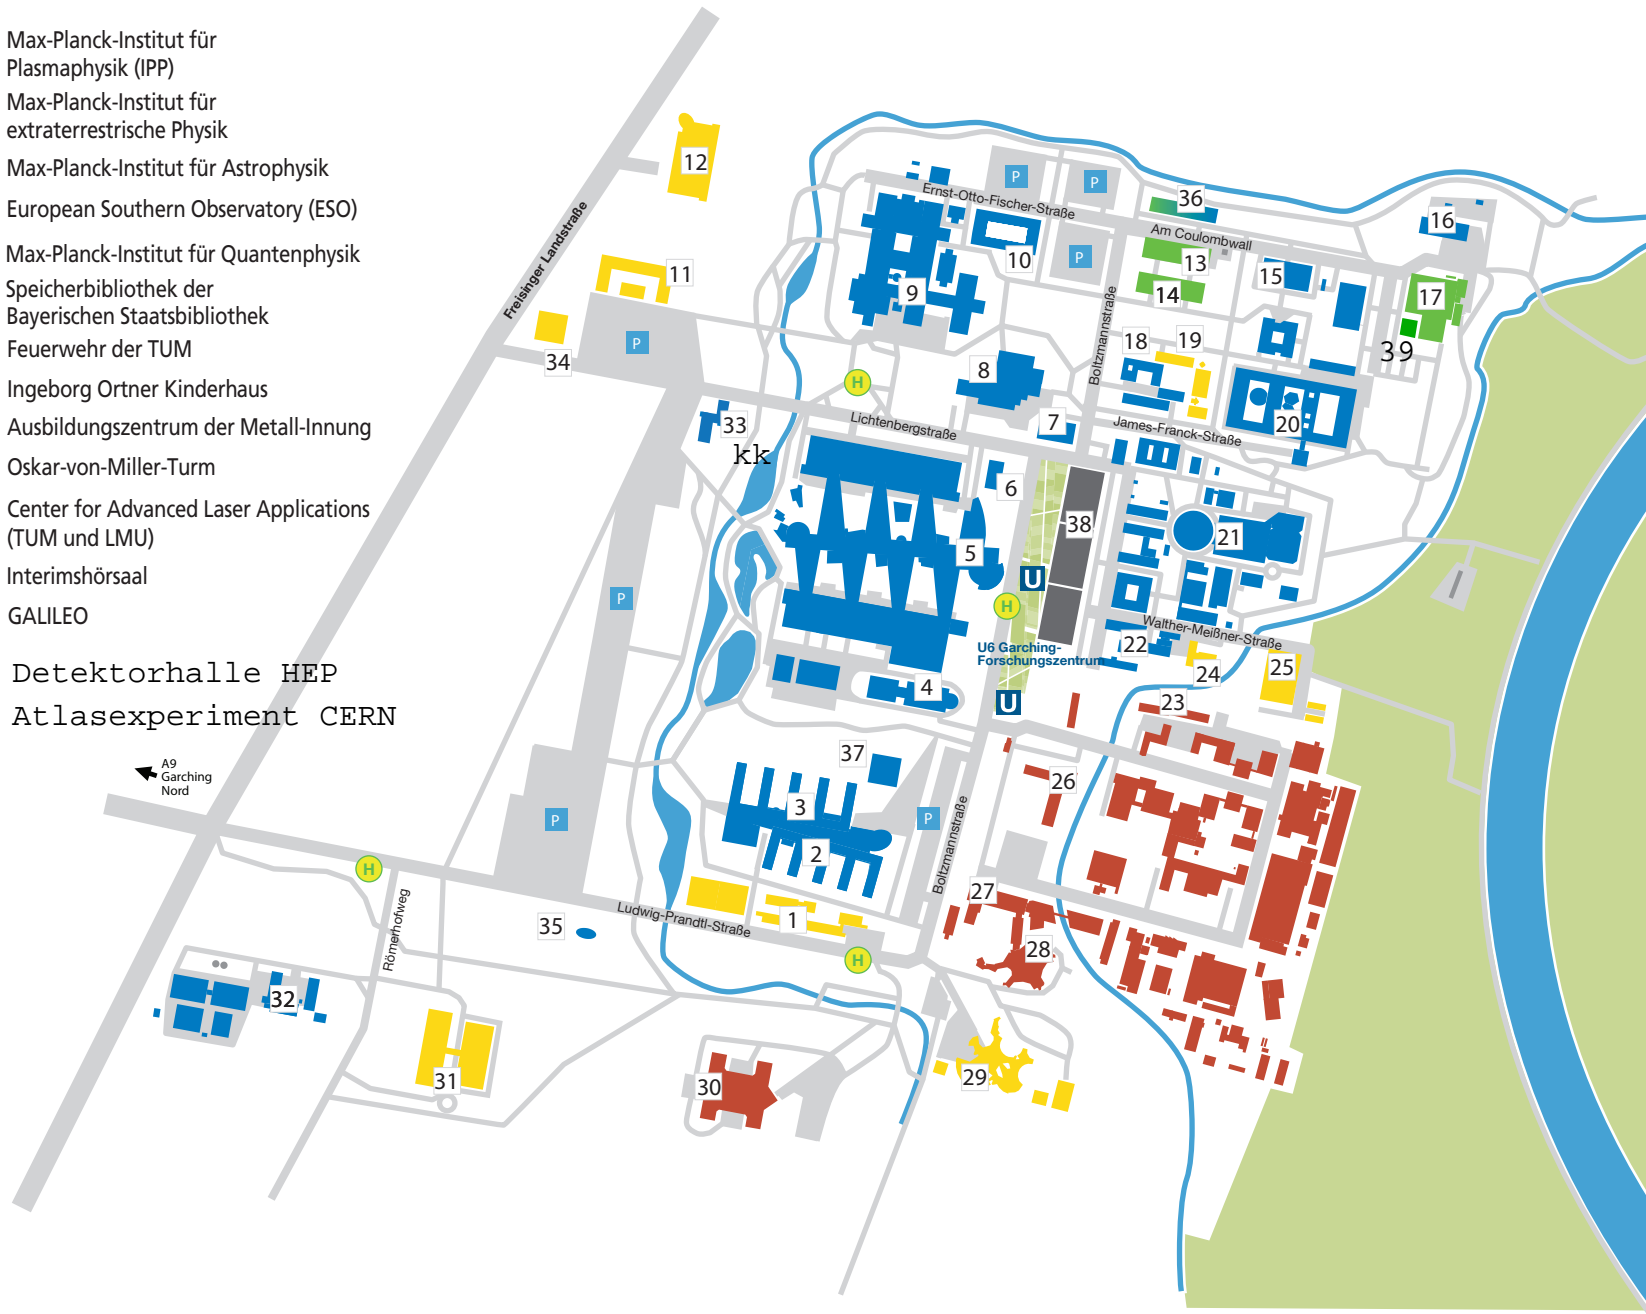 Max-Planck-Institut für
Plasmaphysik (IPP)
Max-Planck-Institut für
extraterrestrische Physik
Max-Planck-Institut für Astrophysik
European Southern Observatory (ESO)
Max-Planck-Institut für Quantenphysik
Speicherbibliothek der
Bayerischen Staatsbibliothek
Feuerwehr der TUM
Ingeborg Ortner Kinderhaus
Ausbildungszentrum der Metall-Innung
Oskar-von-Miller-Turm
Center for Advanced Laser Applications
(TUM und LMU)
Interimshörsaal
GALILEO
Detektorhalle HEP
Atlasexperiment CERN
A9
Garching
Nord
12
Freisinger Landstraße
11
34
P
33
kk
P
P
P
Ernst-Otto-Fischer-Straße
P
36
Am Coulombwall
16
10
13
15
9
14
17
39
18
19
8
Boltzmannstraße
H
Lichtenbergstraße
7
James-Franck-Straße
20
6
38
5
21
U
H
P
U6 Garching-
Forschungszentrum
22
Walther-Meißner-Straße
24
25
4
U
23
37
26
3
P
P
2
Boltzmannstraße
H
27
Römerhofweg
35
Ludwig-Prandtl-Straße
1
28
H
32
31
30
29